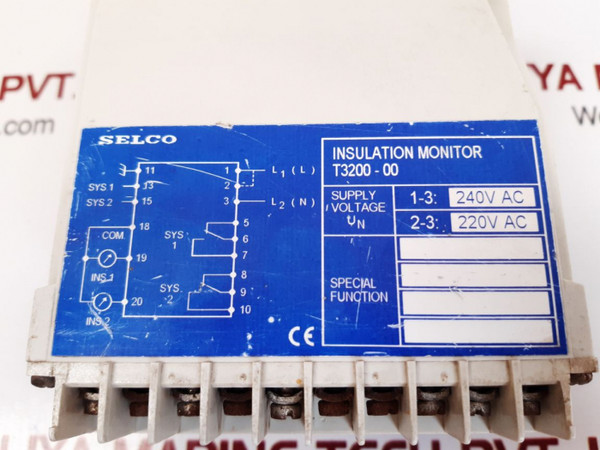 SELCO
INSULATION MONITOR
T3200 - 00
SUPPLY VOLTAGE UN
1-3: 240V AC
2-3: 220V AC
SPECIAL FUNCTION
11 1 L1 (L)
SYS.1 13 2
SYS.2 15 3 L2 (N)
18 5
COM. SYS 1 6
19 7
INS.1 8
SYS. 2 9
20 10
INS.2
CE
PVT.
.com
YA
We